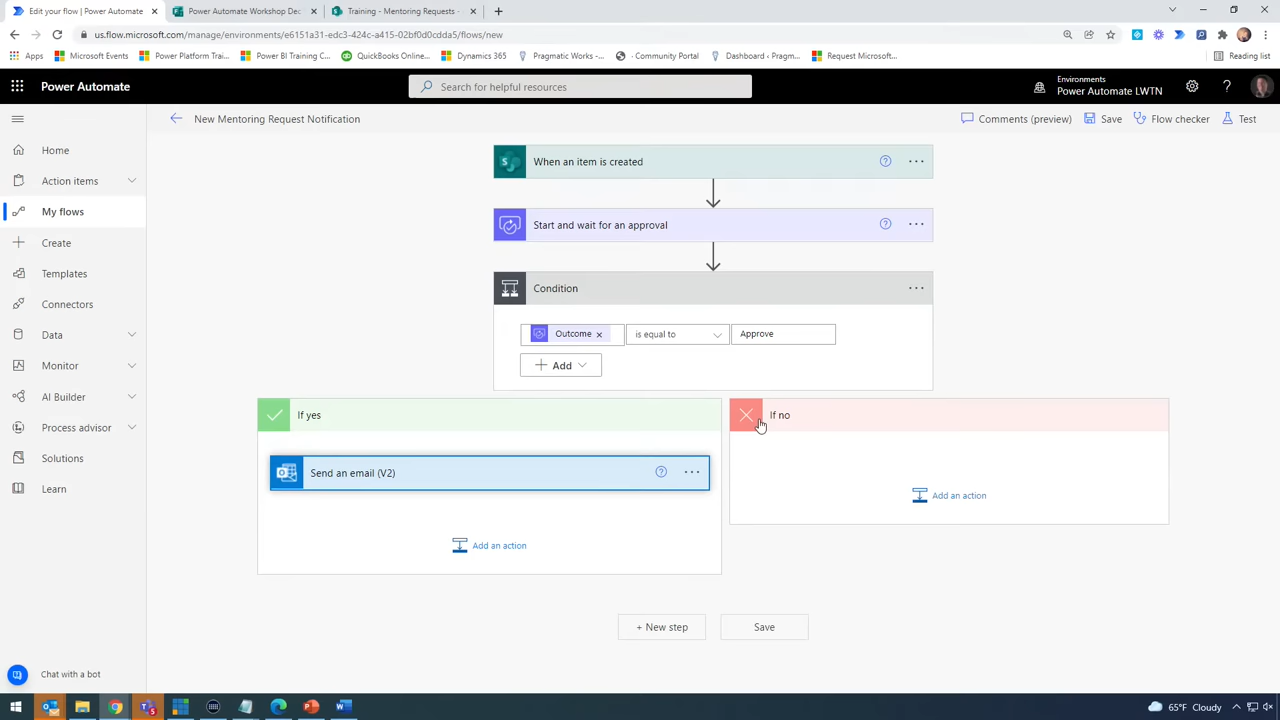 Edit your flow | Power Automate
Power Automate Workshop Dec
Training - Mentoring Requests -
us.flow.microsoft.com/manage/environments/e6151a31-edc3-424c-a415-02bf0d0cdda5/flows/new
Apps
Microsoft Events
Power Platform Trai...
Power BI Training C...
QuickBooks Online...
Dynamics 365
Pragmatic Works -...
- Community Portal
Dashboard ‹ Pragm...
Request Microsoft...
Reading list
Power Automate
Search for helpful resources
Environments
Power Automate LWTN
New Mentoring Request Notification
Comments (preview)
Save
Flow checker
Test
Home
Action items
My flows
Create
Templates
Connectors
Data
Monitor
AI Builder
Process advisor
Solutions
Learn
Chat with a bot
When an item is created
Start and wait for an approval
Condition
Outcome
is equal to
Approve
Add
If yes
Send an email (V2)
Add an action
If no
Add an action
+ New step
Save
65°F Cloudy